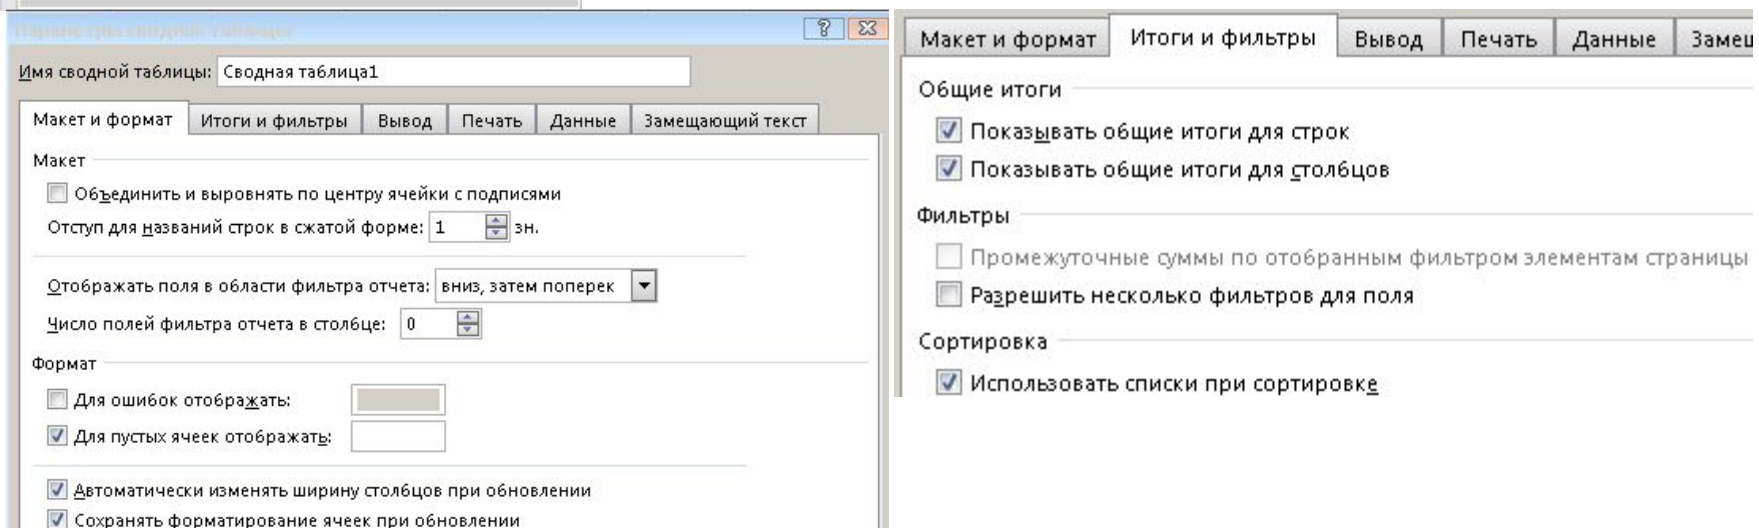 Параметры сводной таблицы
Имя сводной таблицы: Сводная таблица1
Макет и формат Итоги и фильтры Вывод Печать Данные Замещающий текст
Макет
Объединить и выровнять по центру ячейки с подписями
Отступ для названий строк в сжатой форме: 1 зн.
Отображать поля в области фильтра отчета: вниз, затем поперек
Число полей фильтра отчета в столбце: 0
Формат
Для ошибок отображать:
Для пустых ячеек отображать:
Автоматически изменять ширину столбцов при обновлении
Сохранять форматирование ячеек при обновлении
Макет и формат Итоги и фильтры Вывод Печать Данные Замещ
Общие итоги
Показывать общие итоги для строк
Показывать общие итоги для столбцов
Фильтры
Промежуточные суммы по отобранным фильтром элементам страницы
Разрешить несколько фильтров для поля
Сортировка
Использовать списки при сортировке